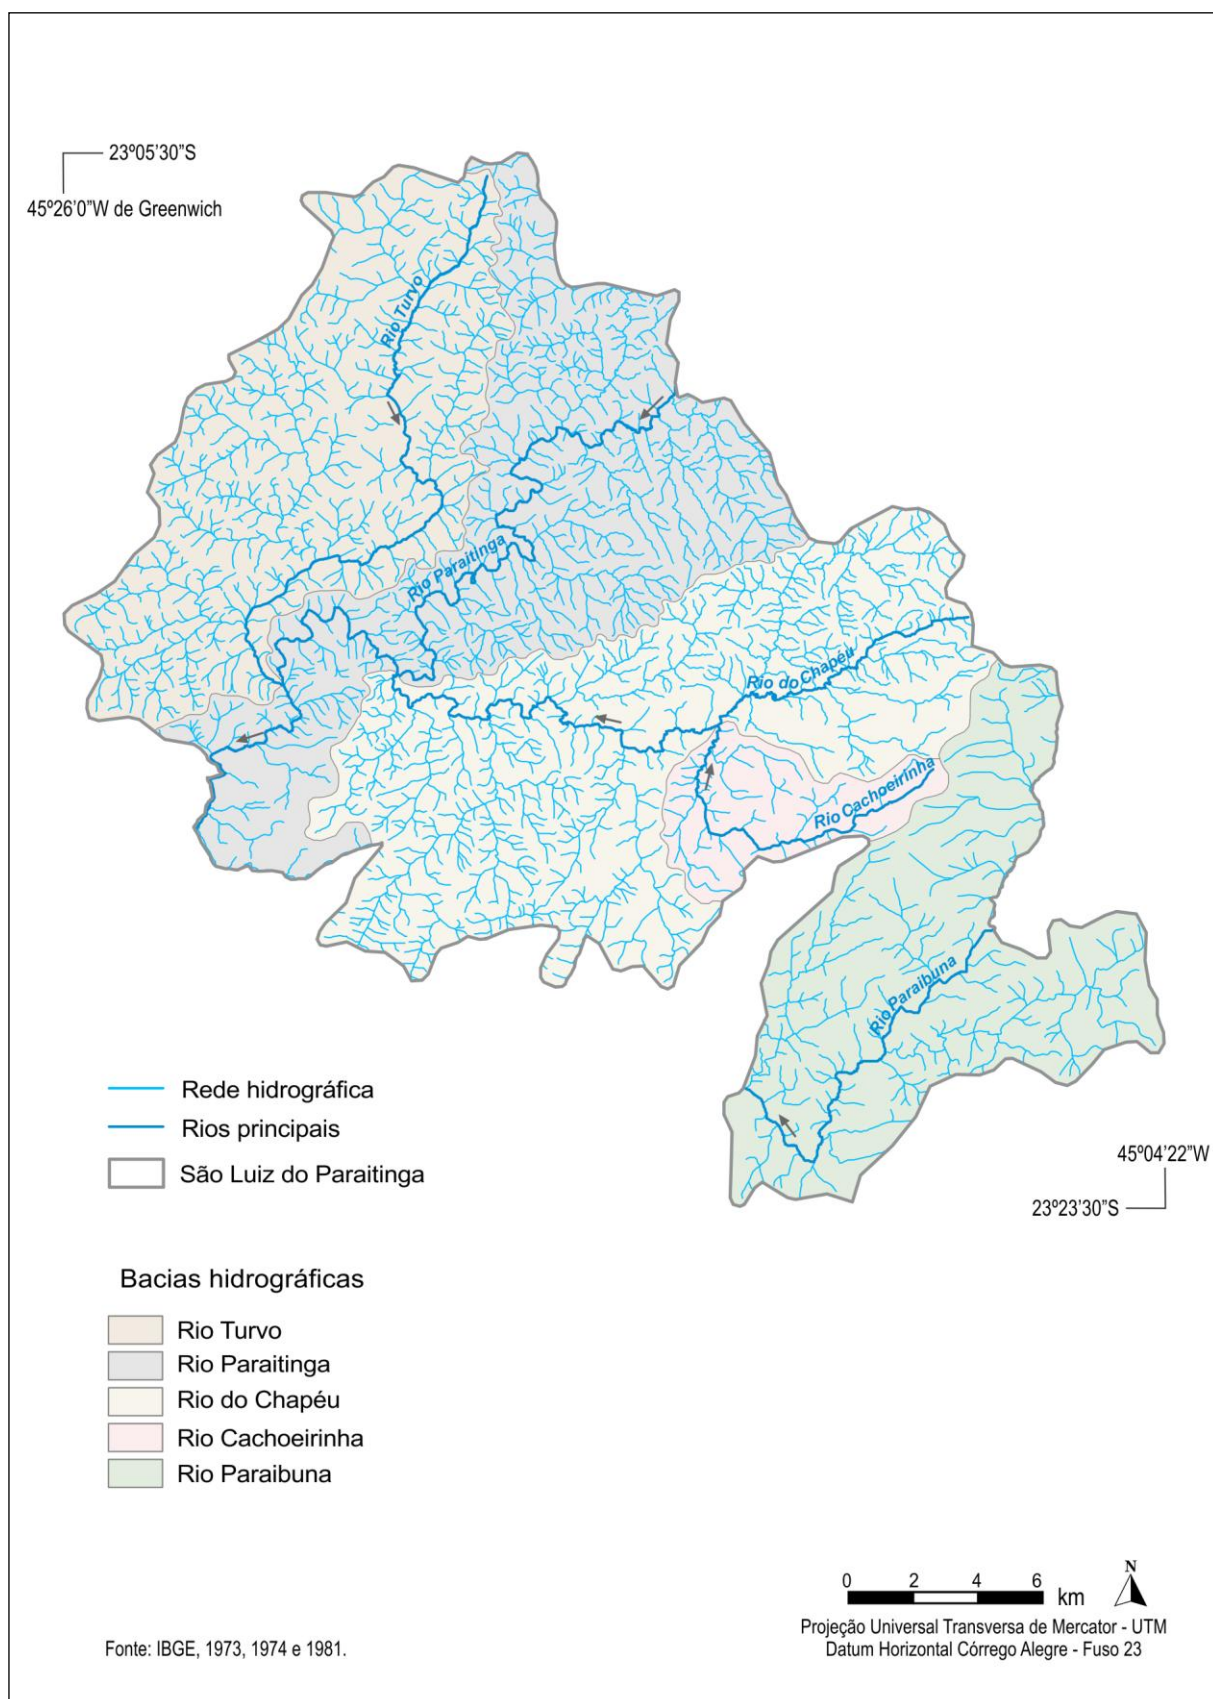 23º05'30"S
45º26'0"W de Greenwich
Rio Turvo
Rio Paraitinga
Rio do Chapéu
Rio Cachoeirinha
Rio Paraibuna
Rede hidrográfica
Rios principais
São Luiz do Paraitinga
45º04'22"W
23º23'30"S
Bacias hidrográficas
Rio Turvo
Rio Paraitinga
Rio do Chapéu
Rio Cachoeirinha
Rio Paraibuna
N
0 2 4 6
km
Projeção Universal Transversa de Mercator - UTM
Datum Horizontal Córrego Alegre - Fuso 23
Fonte: IBGE, 1973, 1974 e 1981.